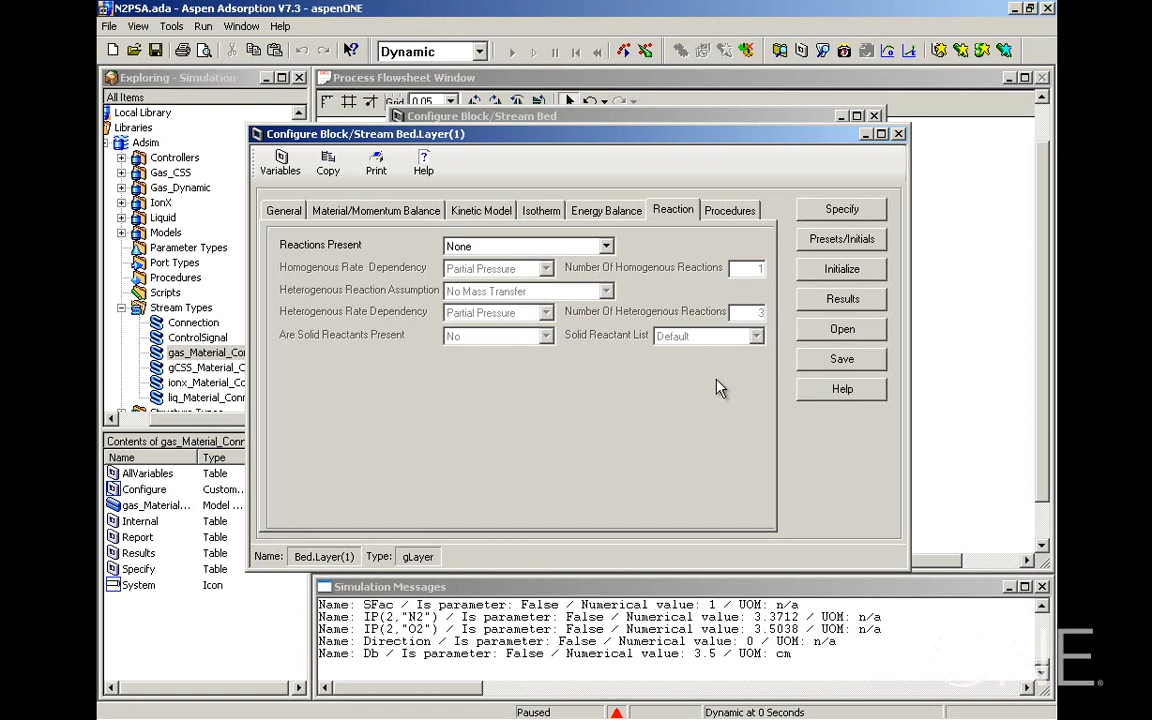 N2PSA.ada - Aspen Adsorption V7.3 - aspenONE
File View Tools Run Window Help
Dynamic
Exploring - Simulation
Process Flowsheet Window
All Items
Grid 0.05
Local Library
Libraries
Adsim
Controllers
Gas_CSS
Gas_Dynamic
IonX
Liquid
Models
Parameter Types
Port Types
Procedures
Scripts
Stream Types
Connection
ControlSignal
gas_Material_Co
gCSS_Material_C
ionx_Material_Co
liq_Material_Conr
Contents of gas_Material_Conn
Name Type
AllVariables Table
Configure Custom...
gas_Material... Model ...
Internal Table
Report Table
Results Table
Specify Table
System Icon
Configure Block/Stream Bed
Configure Block/Stream Bed.Layer(1)
Variables Copy Print Help
General Material/Momentum Balance Kinetic Model Isotherm Energy Balance Reaction Procedures
Reactions Present None
Homogenous Rate Dependency Partial Pressure Number Of Homogenous Reactions 1
Heterogenous Reaction Assumption No Mass Transfer
Heterogenous Rate Dependency Partial Pressure Number Of Heterogenous Reactions 3
Are Solid Reactants Present No Solid Reactant List Default
Specify
Presets/Initials
Initialize
Results
Open
Save
Help
Name: Bed.Layer(1) Type: gLayer
Simulation Messages
Name: SFac / Is parameter: False / Numerical value: 1 / UOM: n/a
Name: IP(2,"N2") / Is parameter: False / Numerical value: 3.3712 / UOM: n/a
Name: IP(2,"O2") / Is parameter: False / Numerical value: 3.5038 / UOM: n/a
Name: Direction / Is parameter: False / Numerical value: 0 / UOM: n/a
Name: Db / Is parameter: False / Numerical value: 3.5 / UOM: cm
Paused Dynamic at 0 Seconds